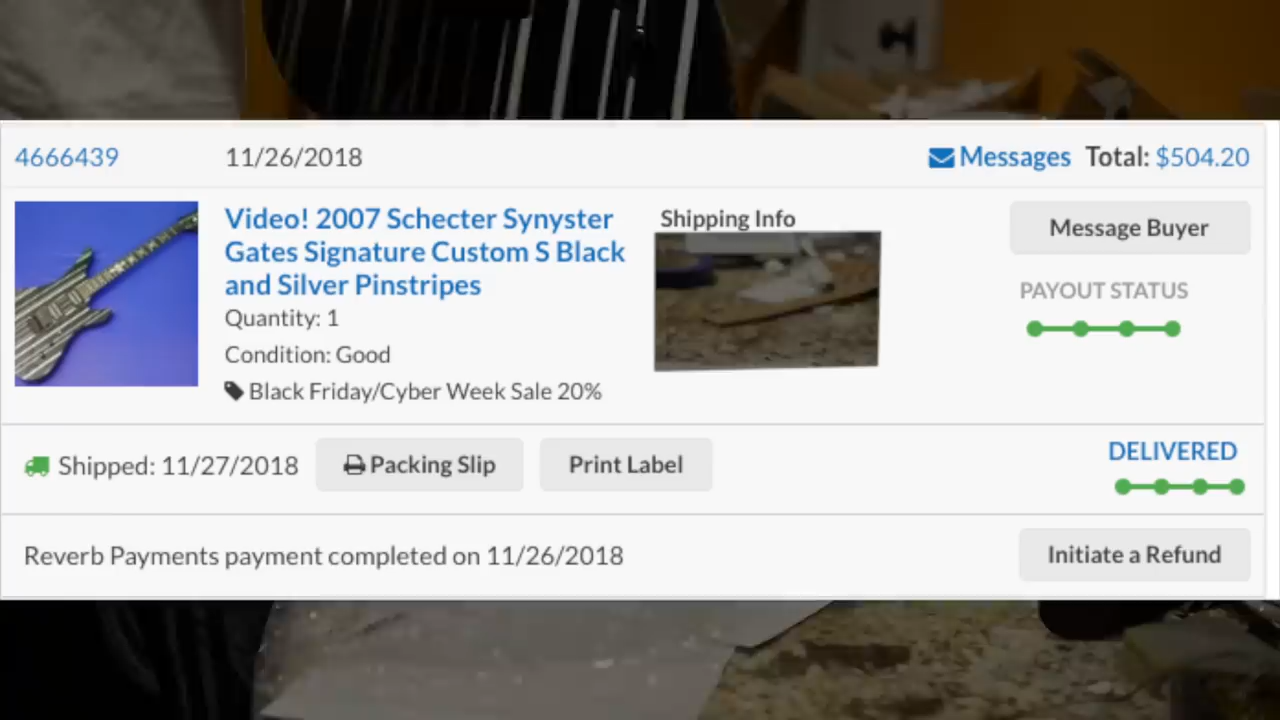 4666439
11/26/2018
Messages Total: $504.20
Video! 2007 Schecter Synyster
Gates Signature Custom S Black
and Silver Pinstripes
Quantity: 1
Condition: Good
Black Friday/Cyber Week Sale 20%
Shipping Info
Message Buyer
PAYOUT STATUS
Shipped: 11/27/2018
Packing Slip
Print Label
DELIVERED
Reverb Payments payment completed on 11/26/2018
Initiate a Refund